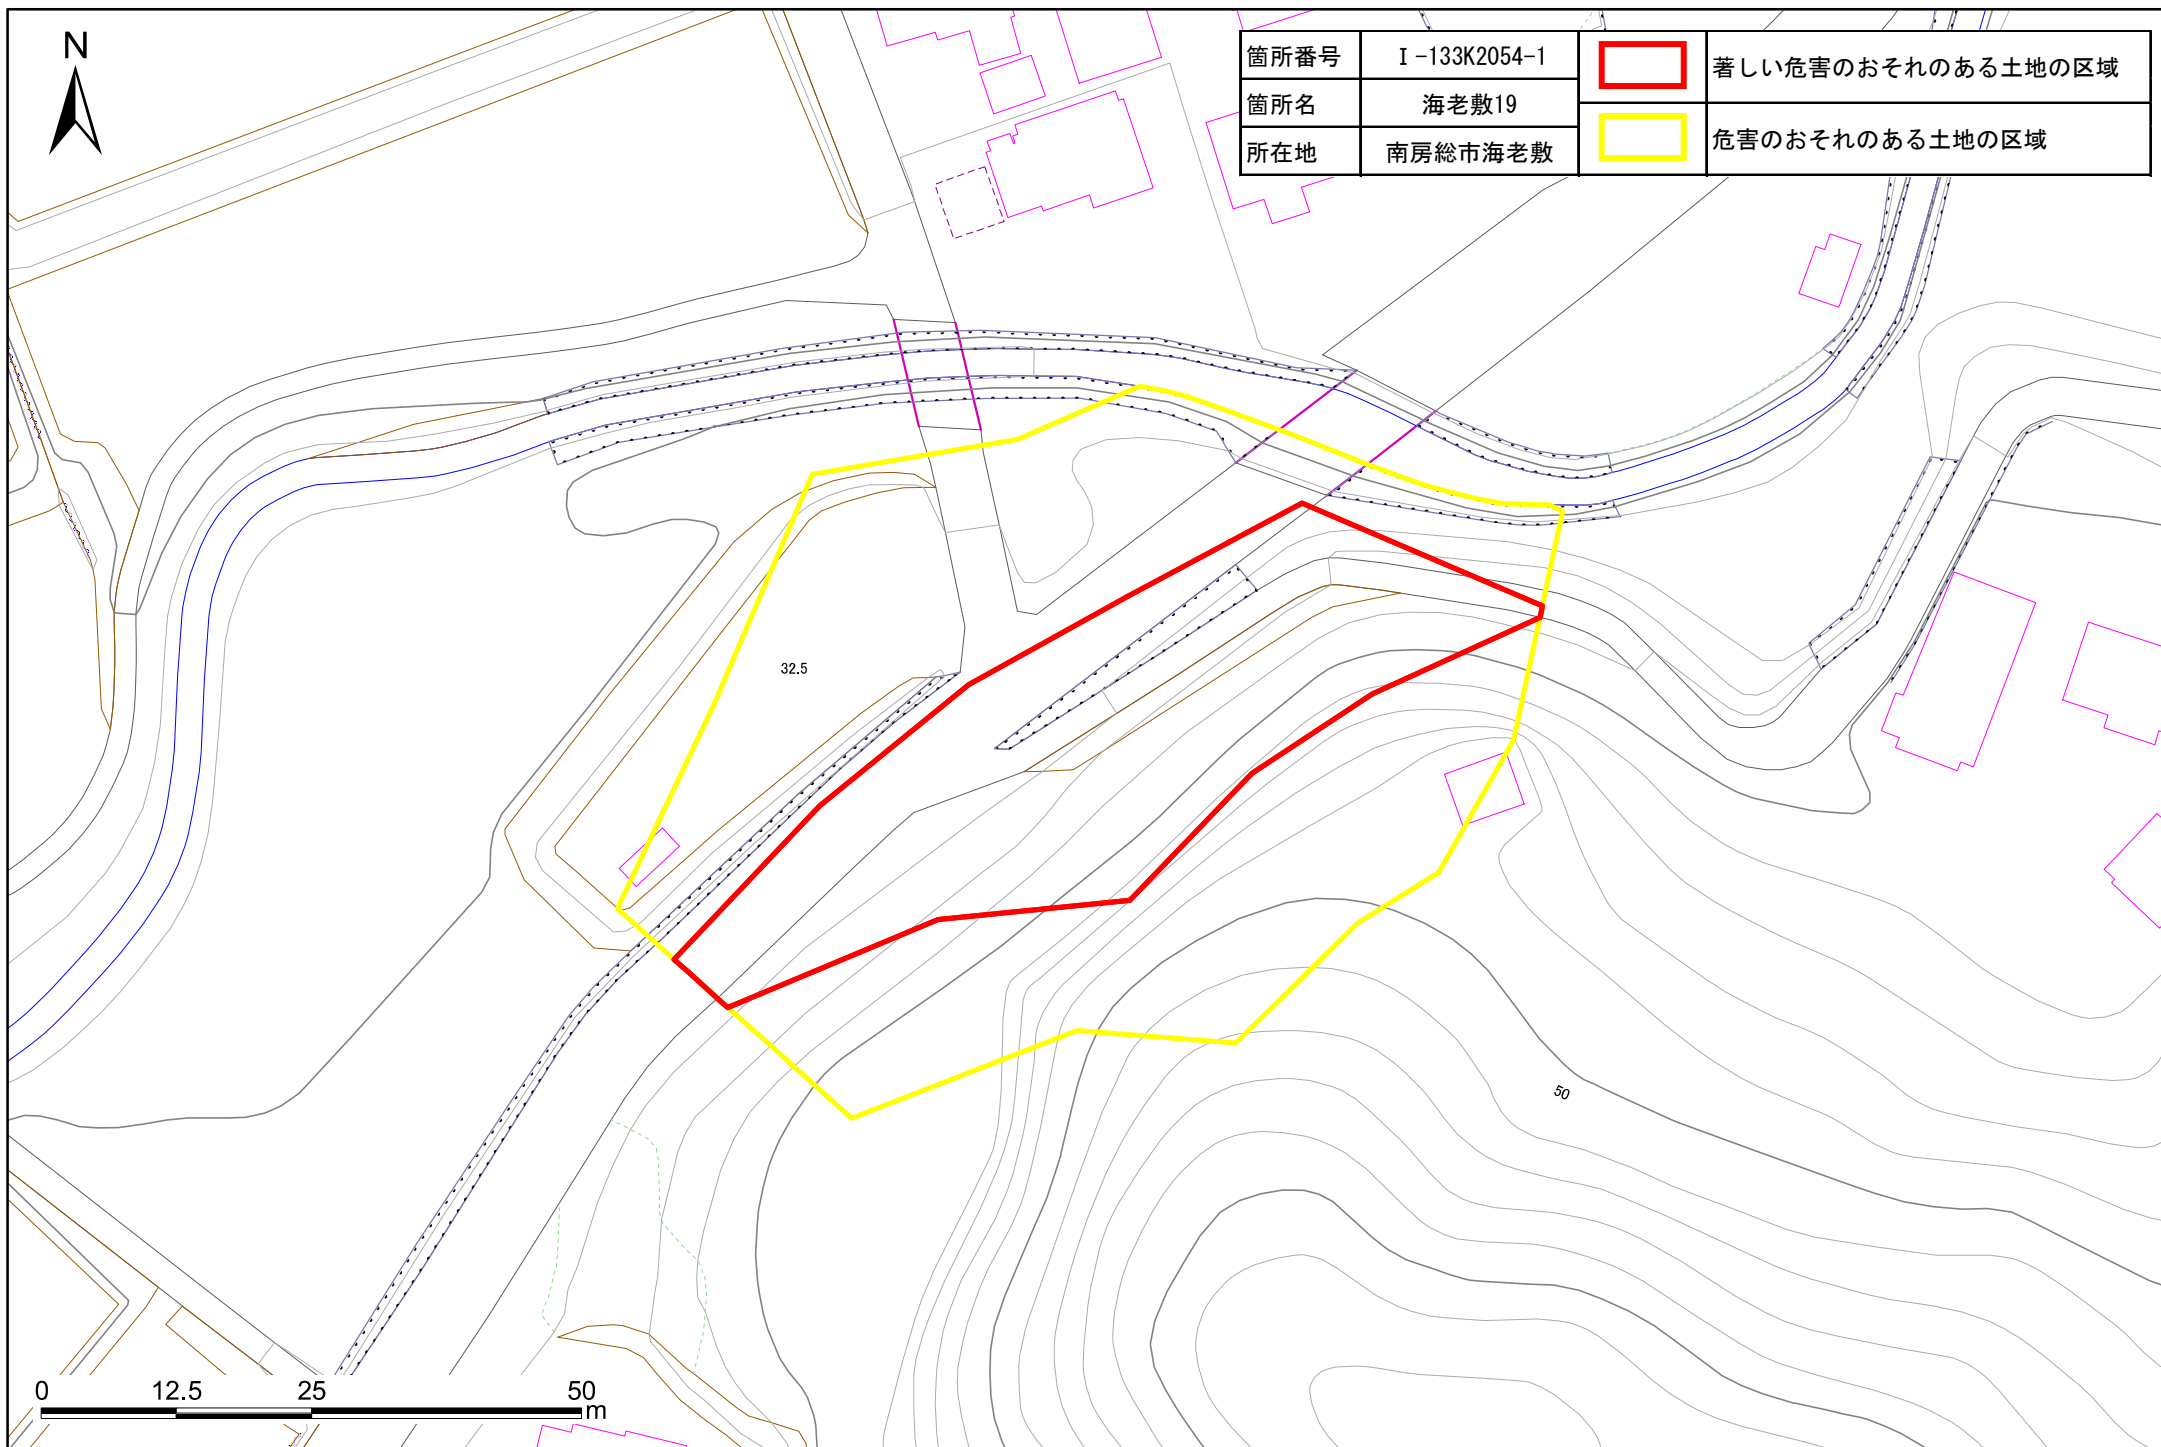 N
箇所番号 Ⅰ-133K2054-1 著しい危害のおそれのある土地の区域
箇所名 海老敷19
所在地 南房総市海老敷 危害のおそれのある土地の区域
32.5
50
0 12.5 25 50
m